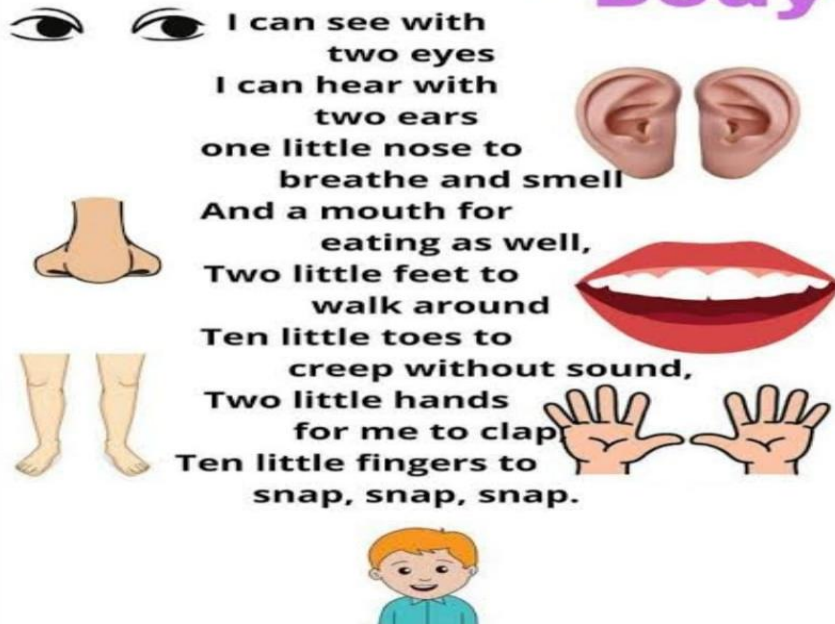 Body
I can see with
two eyes
I can hear with
two ears
one little nose to
breathe and smell
And a mouth for
eating as well,
Two little feet to
walk around
Ten little toes to
creep without sound,
Two little hands
for me to clap,
Ten little fingers to
snap, snap, snap.